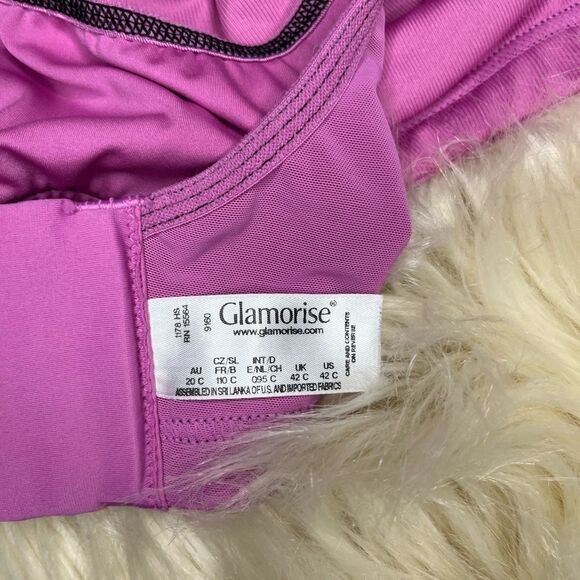 1178 HS
RN 15564
9160
Glamorise®
www.glamorise.com
CZ/SL INT/D
AU FR/B E/NL/CH UK US
20 C 110 C 095 C 42 C 42 C
ASSEMBLED IN SRI LANKA OF U.S. AND IMPORTED FABRICS
CARE AND CONTENTS
ON REVERSE